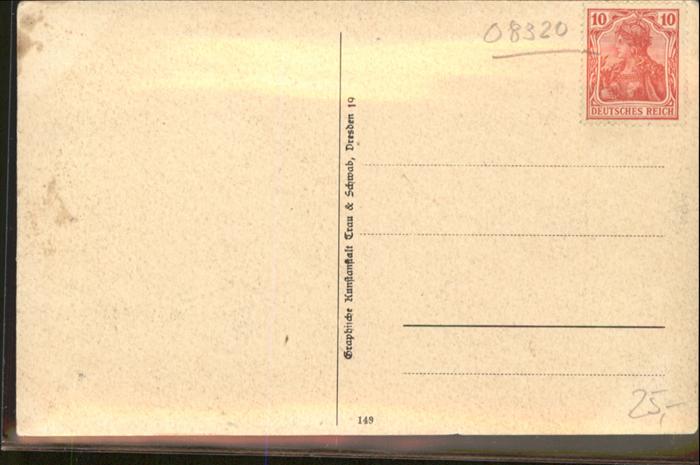 08320
10 10
DEUTSCHES REICH
Graphische Kunstanstalt Trau & Schwab, Dresden 19
149
25,-